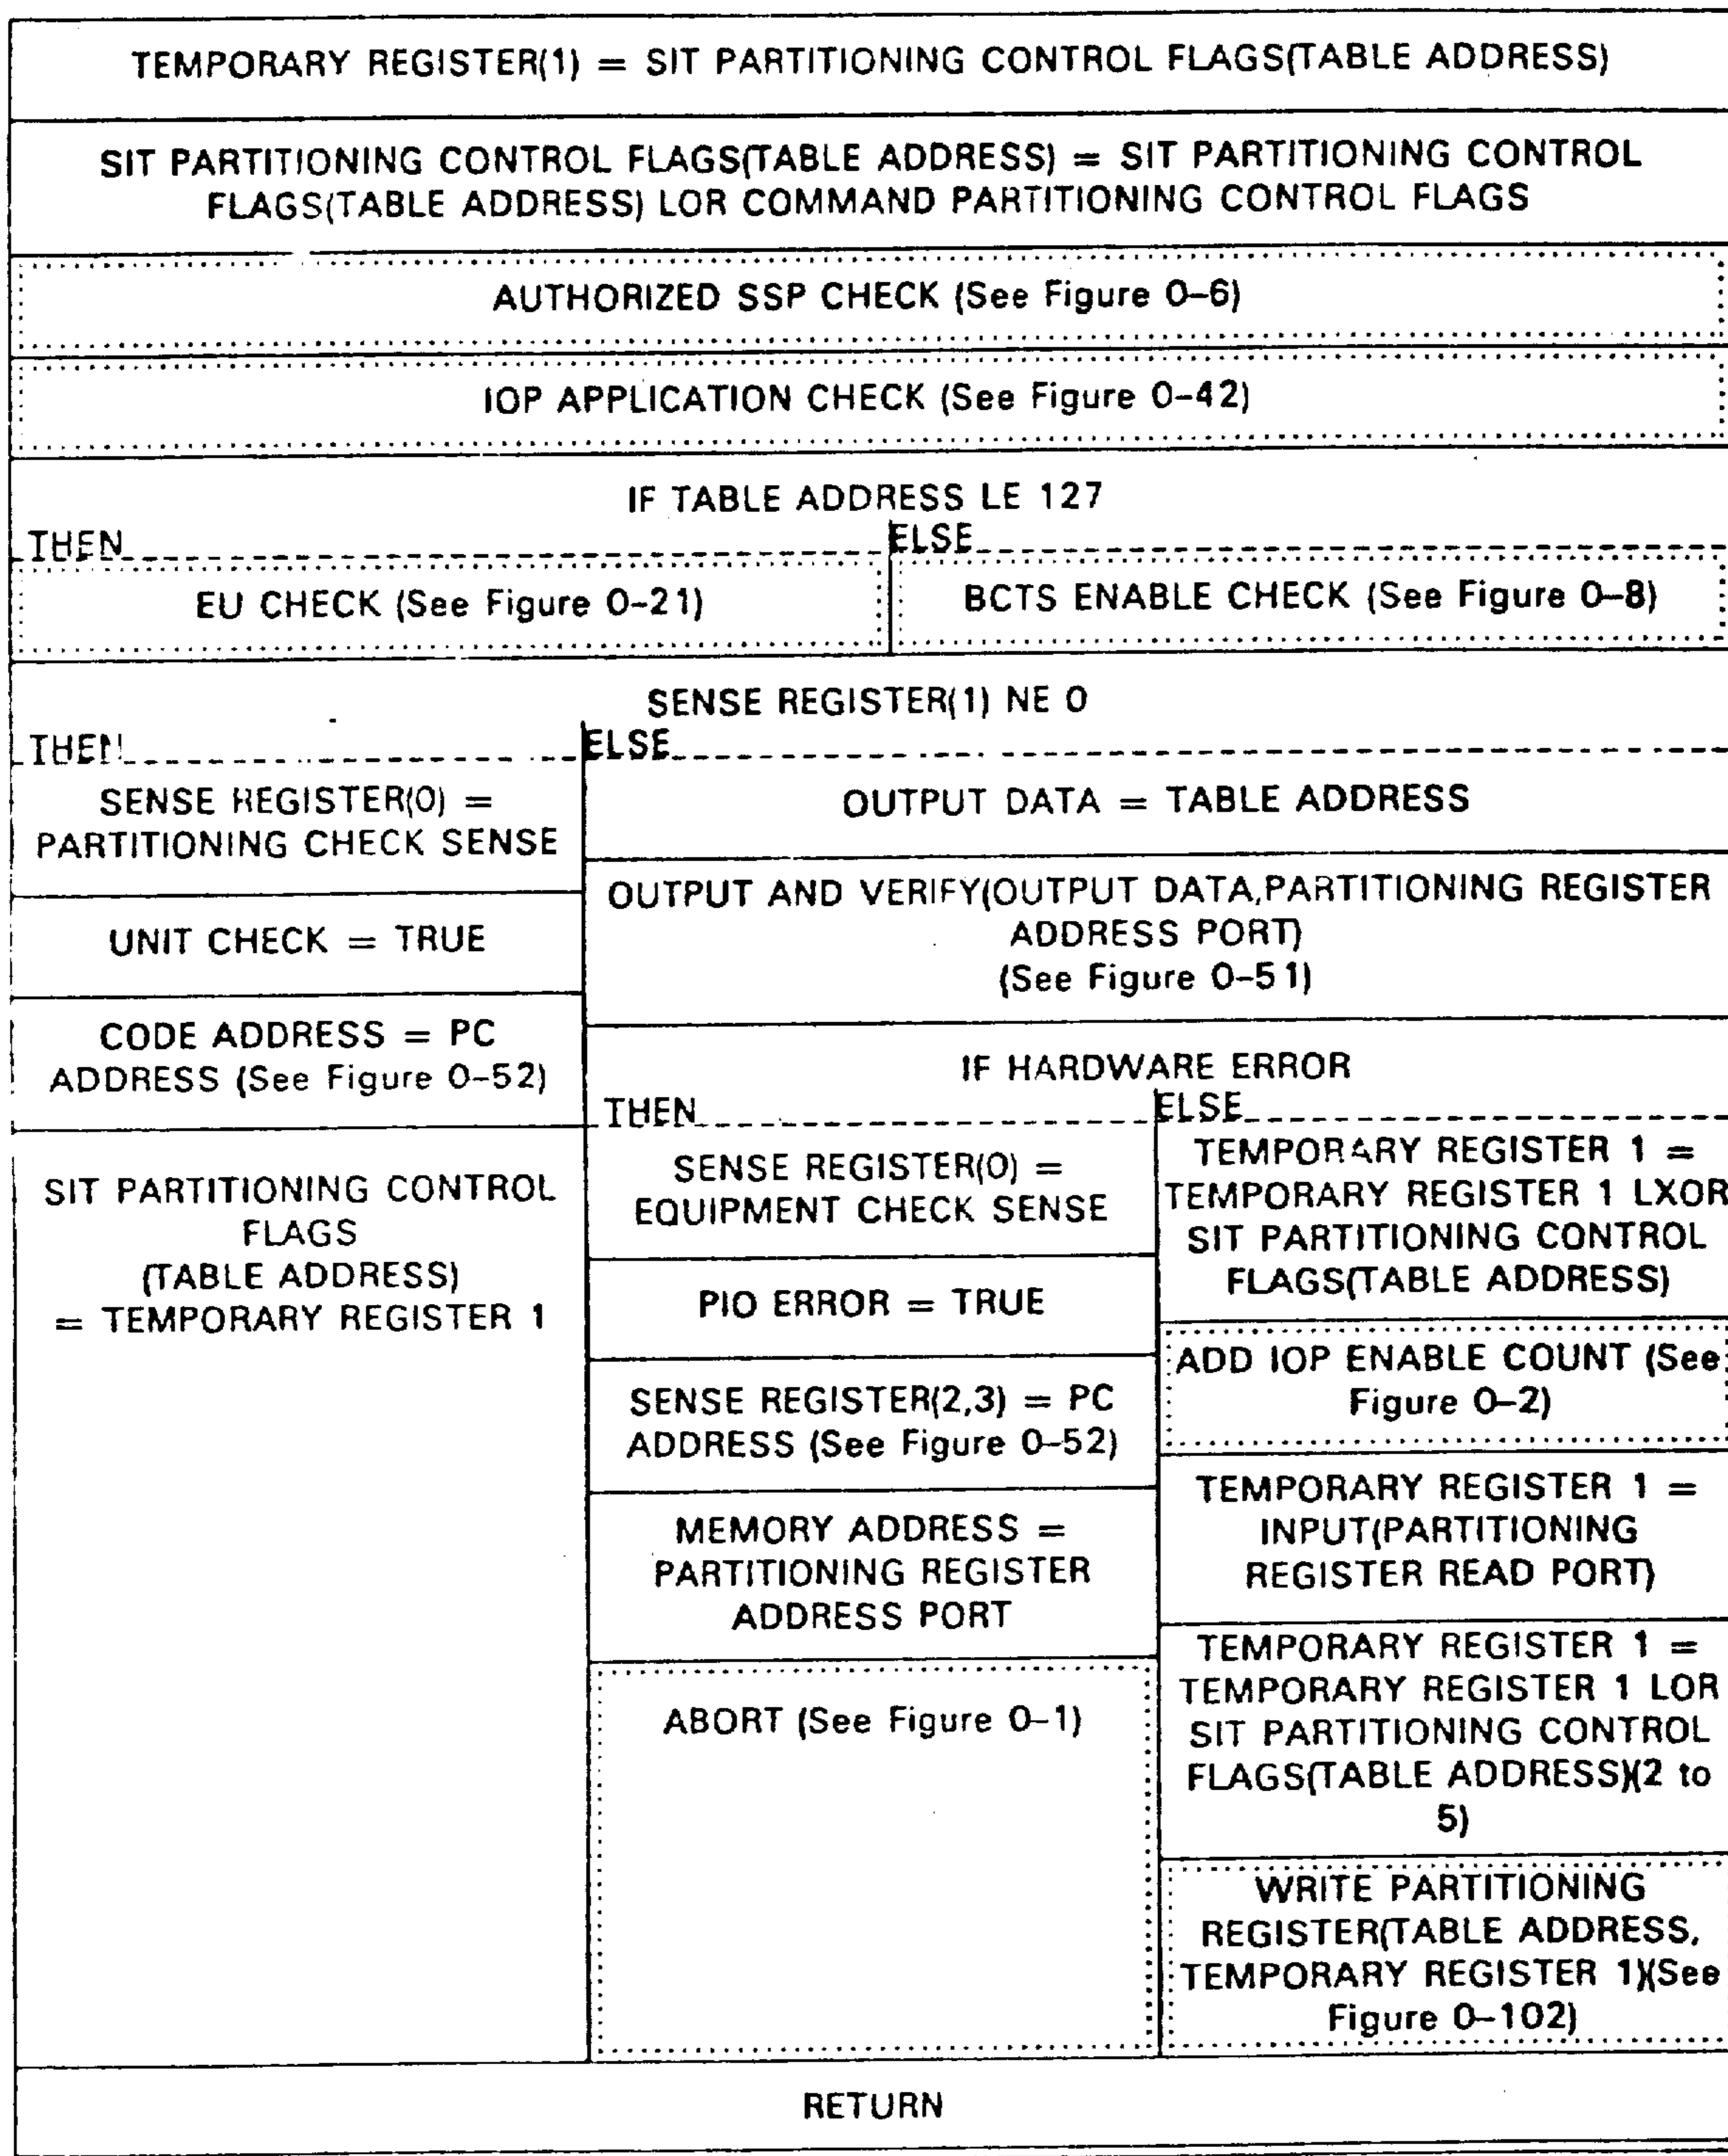 TEMPORARY REGISTER(1) = SIT PARTITIONING CONTROL FLAGS(TABLE ADDRESS)
SIT PARTITIONING CONTROL FLAGS(TABLE ADDRESS) = SIT PARTITIONING CONTROL
FLAGS(TABLE ADDRESS) LOR COMMAND PARTITIONING CONTROL FLAGS
AUTHORIZED SSP CHECK (See Figure O-6)
IOP APPLICATION CHECK (See Figure O-42)
IF TABLE ADDRESS LE 127
THEN
ELSE
EU CHECK (See Figure O-21)
BCTS ENABLE CHECK (See Figure O-8)
SENSE REGISTER(1) NE 0
THEN
ELSE
SENSE REGISTER(0) =
PARTITIONING CHECK SENSE
UNIT CHECK = TRUE
CODE ADDRESS = PC
ADDRESS (See Figure O-52)
SIT PARTITIONING CONTROL
FLAGS
(TABLE ADDRESS)
= TEMPORARY REGISTER 1
OUTPUT DATA = TABLE ADDRESS
OUTPUT AND VERIFY(OUTPUT DATA,PARTITIONING REGISTER
ADDRESS PORT)
(See Figure O-51)
IF HARDWARE ERROR
THEN
ELSE
SENSE REGISTER(0) =
EQUIPMENT CHECK SENSE
PIO ERROR = TRUE
SENSE REGISTER(2,3) = PC
ADDRESS (See Figure O-52)
MEMORY ADDRESS =
PARTITIONING REGISTER
ADDRESS PORT
ABORT (See Figure O-1)
TEMPORARY REGISTER 1 =
TEMPORARY REGISTER 1 LXOR
SIT PARTITIONING CONTROL
FLAGS(TABLE ADDRESS)
ADD IOP ENABLE COUNT (See
Figure O-2)
TEMPORARY REGISTER 1 =
INPUT(PARTITIONING
REGISTER READ PORT)
TEMPORARY REGISTER 1 =
TEMPORARY REGISTER 1 LOR
SIT PARTITIONING CONTROL
FLAGS(TABLE ADDRESS)(2 to
5)
WRITE PARTITIONING
REGISTER(TABLE ADDRESS,
TEMPORARY REGISTER 1)(See
Figure O-102)
RETURN